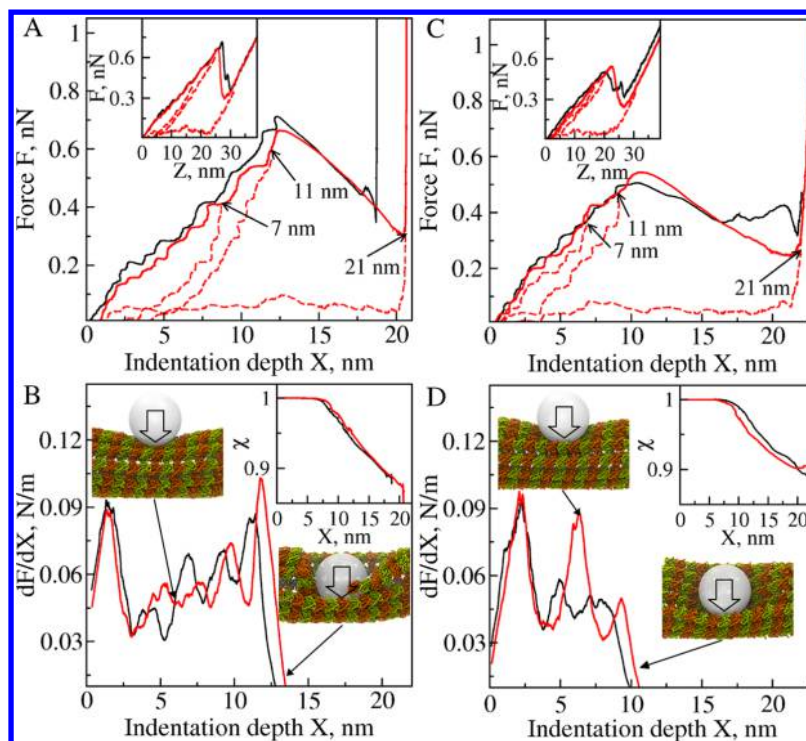 A
F, nN
0.6
0.3
0 10 20 30
Z, nm
Force F, nN
0.8
0.6
0.4
0.2
11 nm
7 nm
21 nm
0 5 10 15 20
Indentation depth X, nm
C
F, nN
0.6
0.3
0 10 20 30
Z, nm
Force F, nN
0.8
0.6
0.4
0.2
11 nm
7 nm
21 nm
0 5 10 15 20
Indentation depth X, nm
B
dF/dX, N/m
0.12
0.09
0.06
0.03
χ
1
0.9
0 5 10 15 20
X, nm
0 5 10 15 20
Indentation depth X, nm
D
dF/dX, N/m
0.12
0.09
0.06
0.03
χ
1
0.9
0 5 10 15 20
X, nm
0 5 10 15 20
Indentation depth X, nm